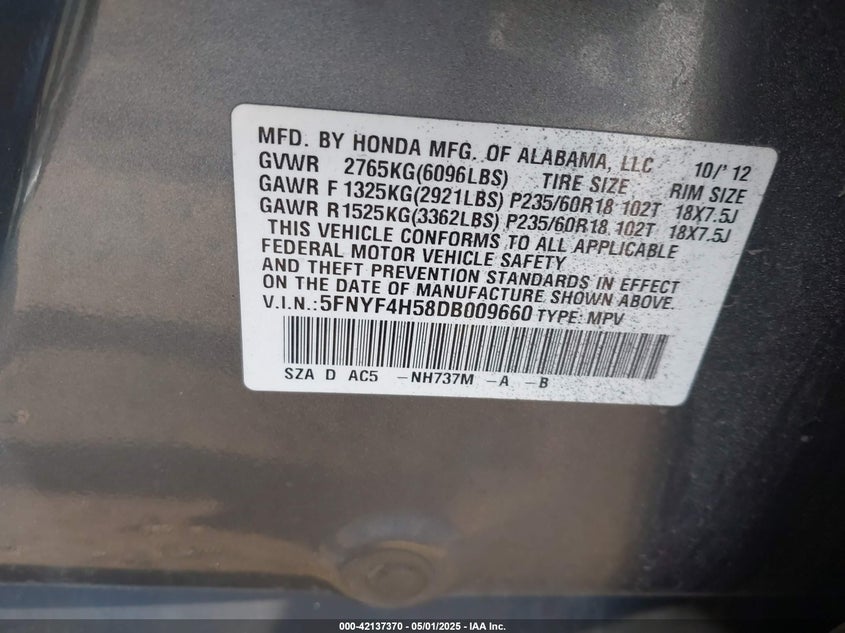 MFD. BY HONDA MFG. OF ALABAMA, LLC 10/'12
GVWR 2765KG(6096LBS) TIRE SIZE RIM SIZE
GAWR F 1325KG(2921LBS) P235/60R18 102T 18X7.5J
GAWR R 1525KG(3362LBS) P235/60R18 102T 18X7.5J
THIS VEHICLE CONFORMS TO ALL APPLICABLE
FEDERAL MOTOR VEHICLE SAFETY
AND THEFT PREVENTION STANDARDS IN EFFECT
ON THE DATE OF MANUFACTURE SHOWN ABOVE.
V.I.N.:5FNYF4H58DB009660 TYPE: MPV
SZA D AC5 -NH737M -A -B
000-42137370 | 05/01/2025 | IAA Inc.